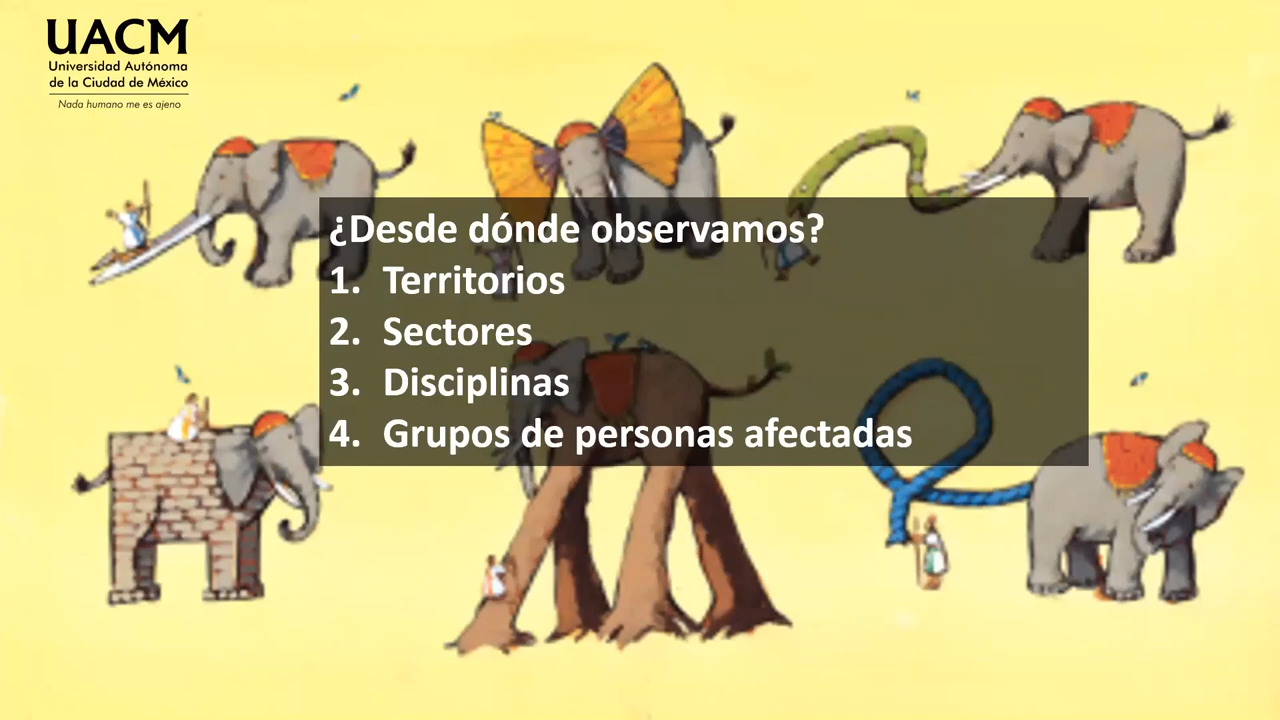 UACM
Universidad Autónoma
de la Ciudad de México
Nada humano me es ajeno
¿Desde dónde observamos?
1. Territorios
2. Sectores
3. Disciplinas
4. Grupos de personas afectadas